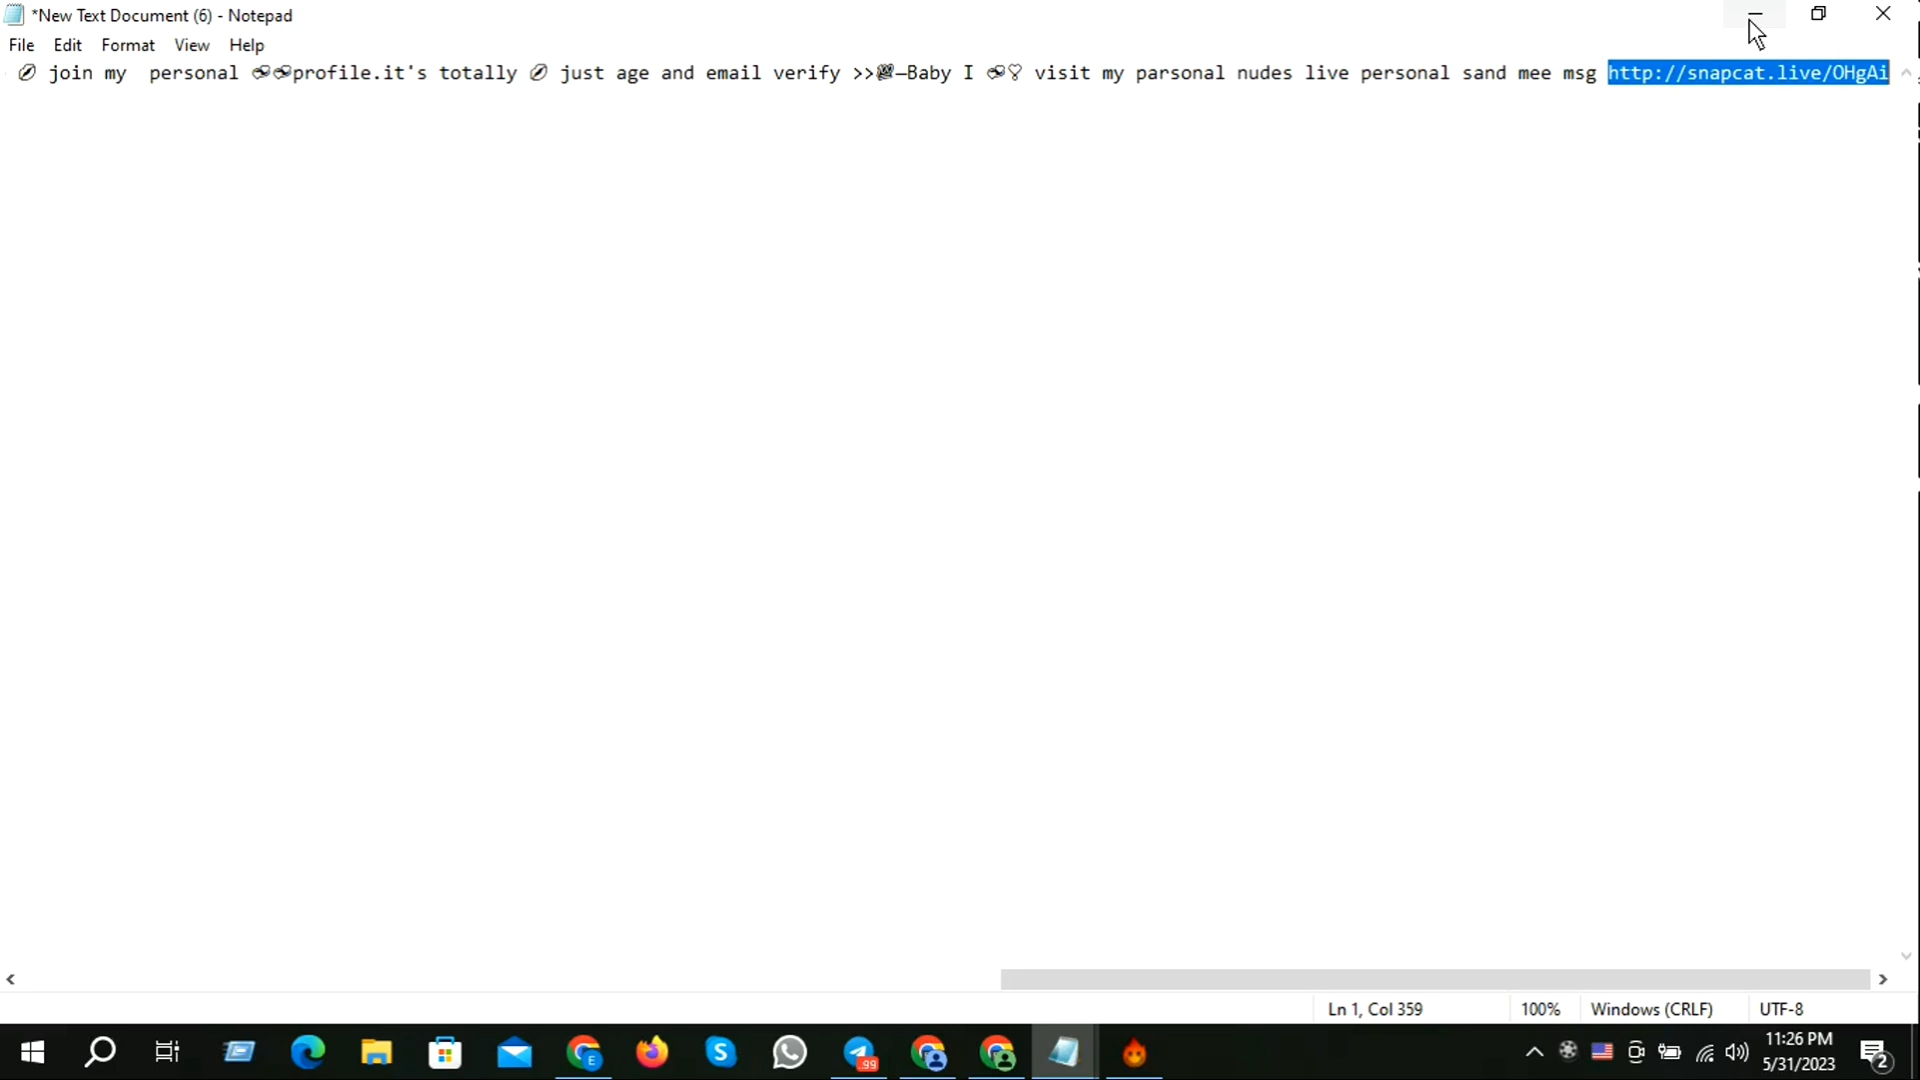 *New Text Document (6) - Notepad
File Edit Format View Help
join my personal profile.it's totally just age and email verify >>—Baby I visit my parsonal nudes live personal sand mee msg http://snapcat.live/OHgAi
Ln 1, Col 359 100% Windows (CRLF) UTF-8
E
S
99
11:26 PM
5/31/2023
2